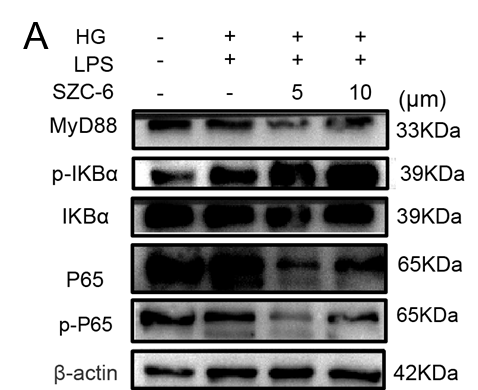 A
HG - + + +
LPS - + + +
SZC-6 - - 5 10 (μm)
MyD88 33KDa
p-IKBα 39KDa
IKBα 39KDa
P65 65KDa
p-P65 65KDa
β-actin 42KDa